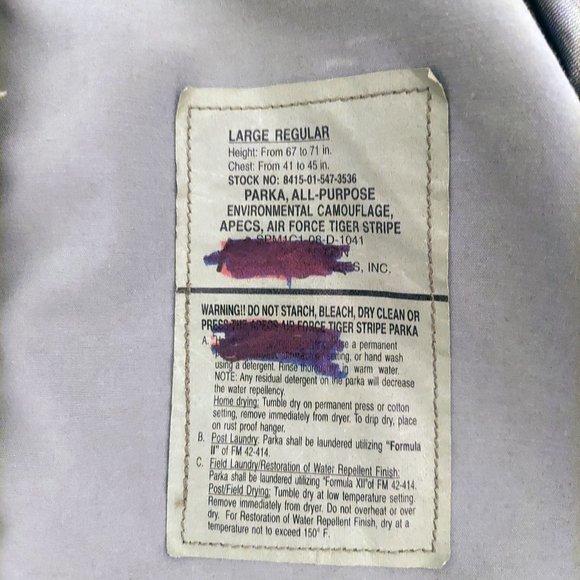 LARGE REGULAR
Height: From 67 to 71 in.
Chest: From 41 to 45 in.
STOCK NO: 8415-01-547-3536
PARKA, ALL-PURPOSE
ENVIRONMENTAL CAMOUFLAGE,
APECS, AIR FORCE TIGER STRIPE
SPM1C1-08-D-1041
INC.
WARNING!! DO NOT STARCH, BLEACH, DRY CLEAN OR
PRESS THE APECS AIR FORCE TIGER STRIPE PARKA
A. a permanent
or hand wash
using a detergent. Rinse warm water.
NOTE: Any residual detergent on the parka will decrease
the water repellency.
Home drying: Tumble dry on permanent press or cotton
setting, remove immediately from dryer. To drip dry, place
on rust proof hanger.
B. Post Laundry: Parka shall be laundered utilizing "Formula
II" of FM 42-414.
C. Field Laundry/Restoration of Water Repellent Finish:
Parka shall be laundered utilizing "Formula XII"of FM 42-414.
Post/Field Drying: Tumble dry at low temperature setting.
Remove immediately from dryer. Do not overheat or over
dry. For Restoration of Water Repellent Finish, dry at a
temperature not to exceed 150° F.